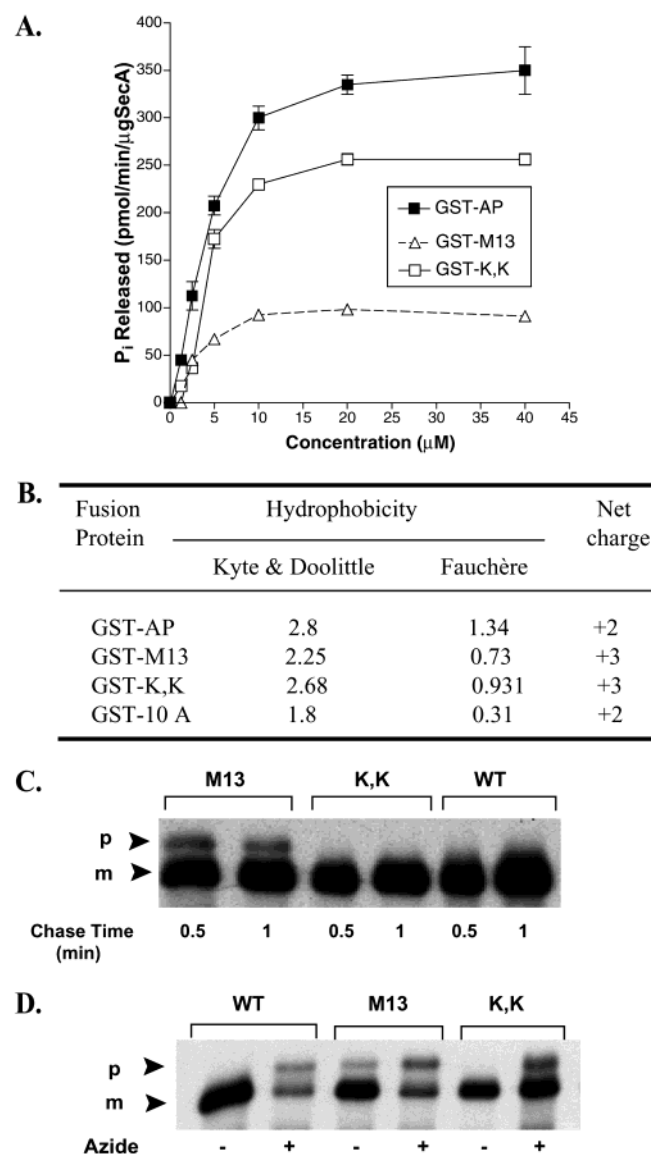 A.
400
350
300
250
200
150
100
50
0
0 5 10 15 20 25 30 35 40 45
Pi Released (pmol/min/µgSecA)
Concentration (µM)
GST-AP
GST-M13
GST-K,K
B.
Fusion Protein Hydrophobicity Net charge
Kyte & Doolittle Fauchère
GST-AP 2.8 1.34 +2
GST-M13 2.25 0.73 +3
GST-K,K 2.68 0.931 +3
GST-10 A 1.8 0.31 +2
C.
M13 K,K WT
p
m
Chase Time (min) 0.5 1 0.5 1 0.5 1
D.
WT M13 K,K
p
m
Azide - + - + - +